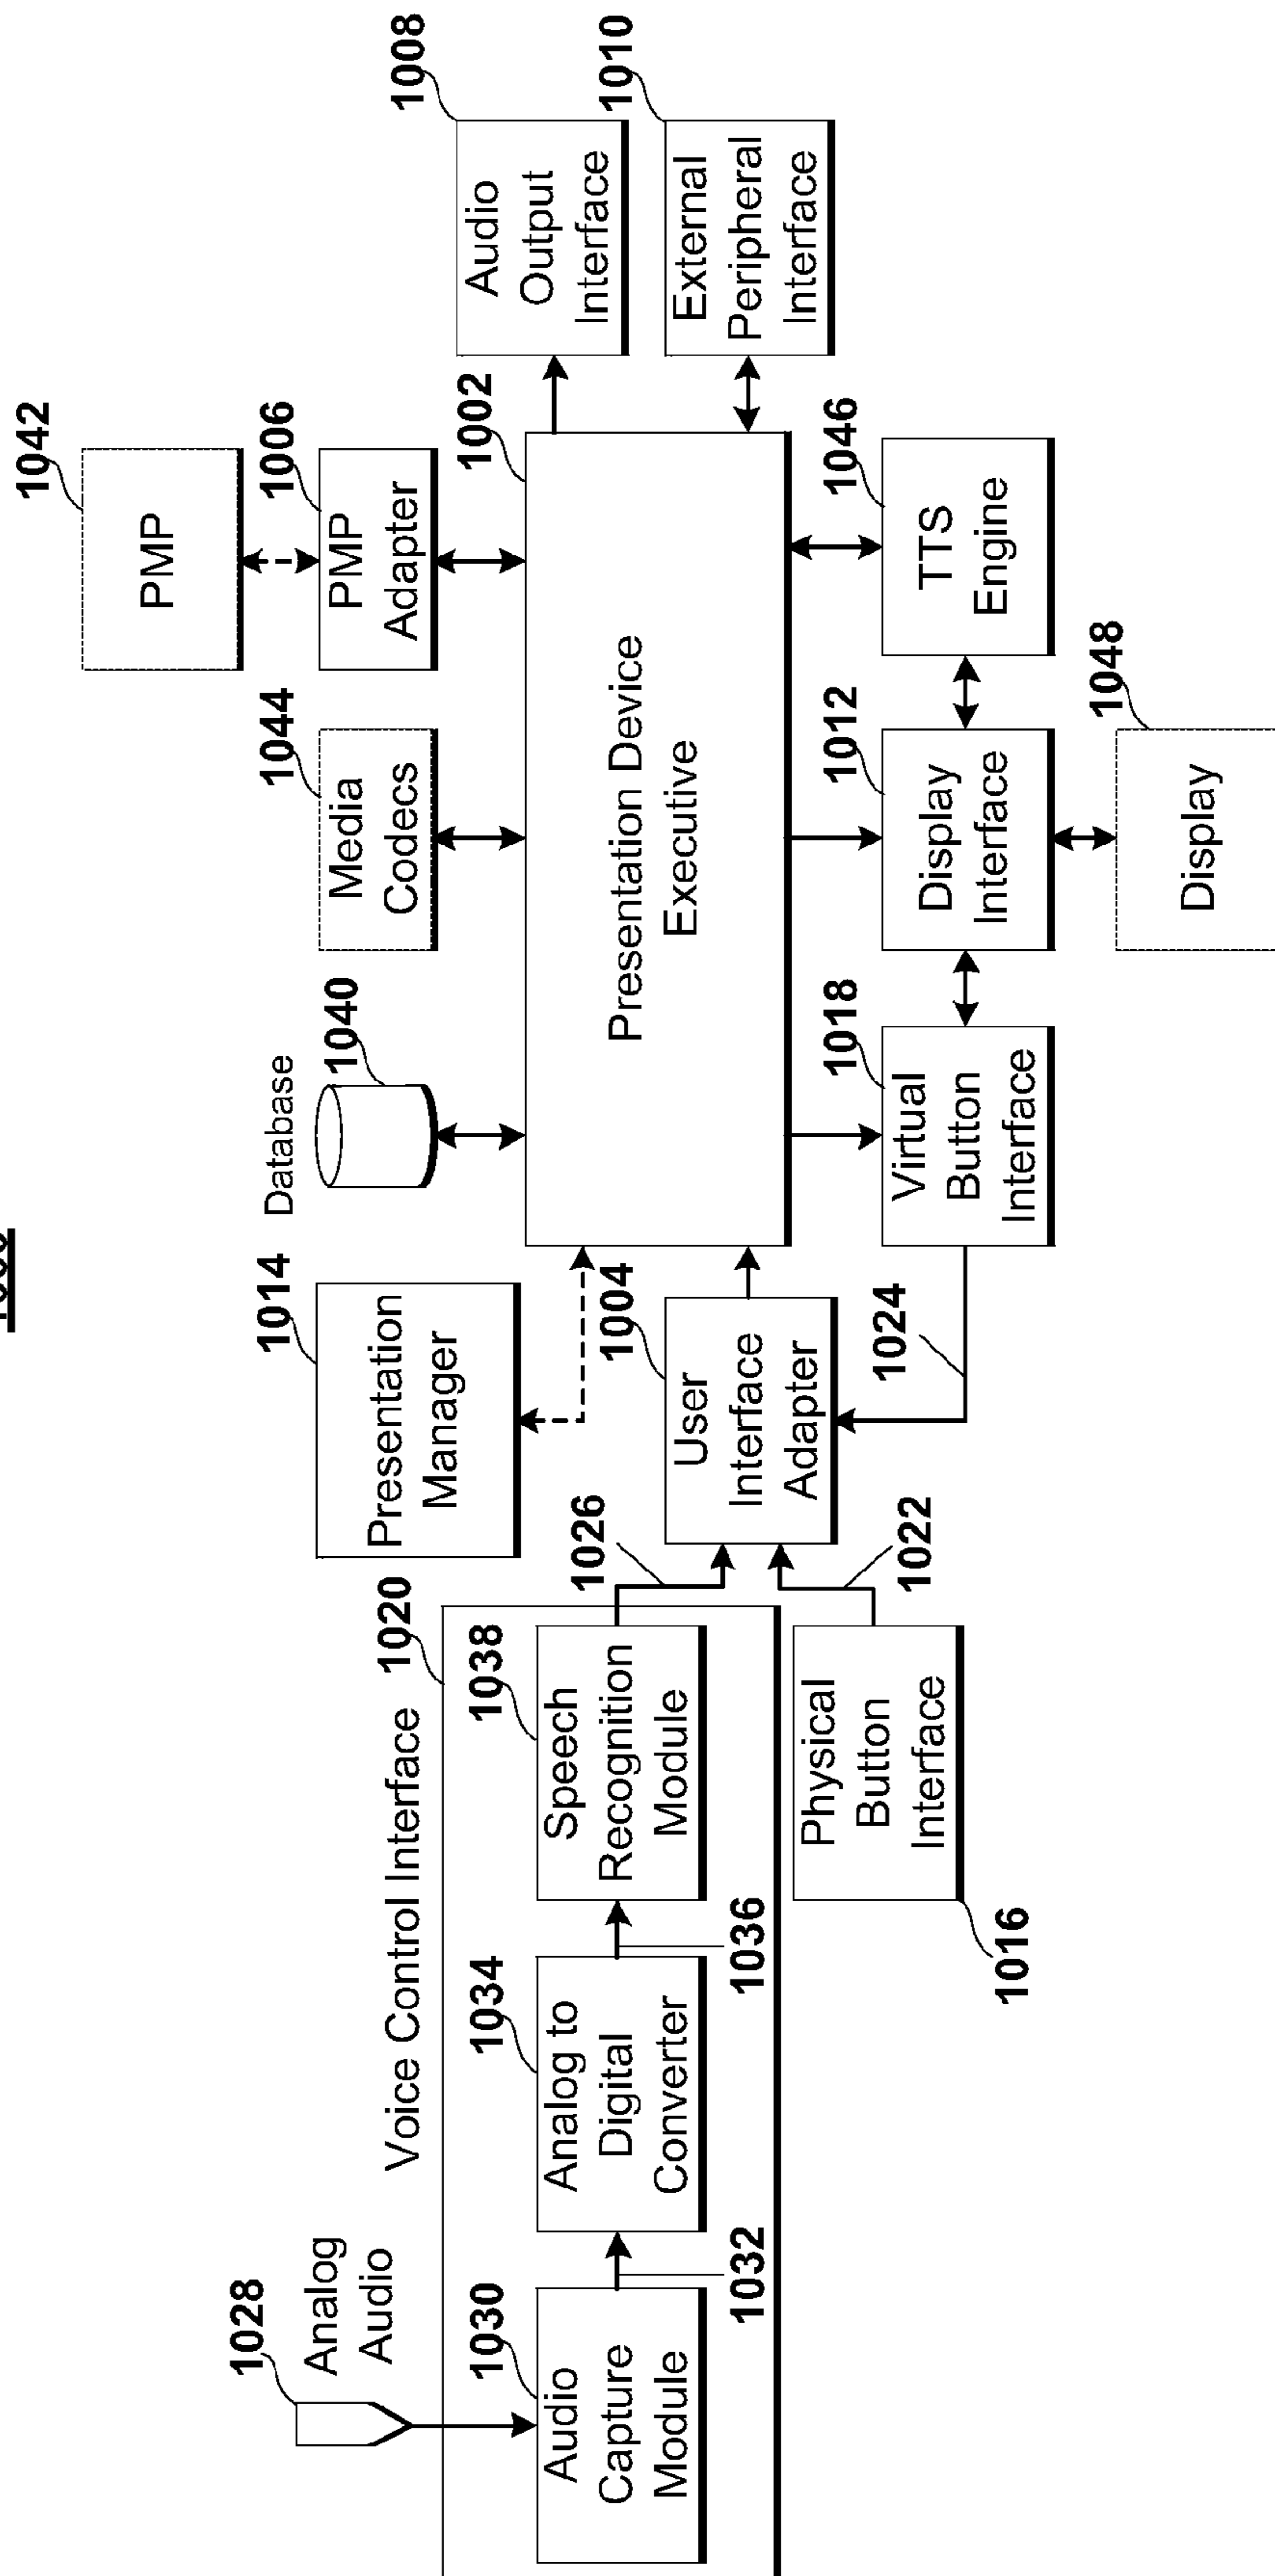 1028
Analog
Audio
Voice Control Interface
1020
1030
Audio
Capture
Module
1032
1034
Analog to
Digital
Converter
1036
1038
Speech
Recognition
Module
1026
Physical
Button
Interface
1016
1022
1014
Presentation
Manager
1004
User
Interface
Adapter
1024
Database
1040
1044
Media
Codecs
1042
PMP
1006
PMP
Adapter
1002
Presentation Device
Executive
1008
Audio
Output
Interface
1010
External
Peripheral
Interface
1018
Virtual
Button
Interface
1012
Display
Interface
1046
TTS
Engine
1048
Display